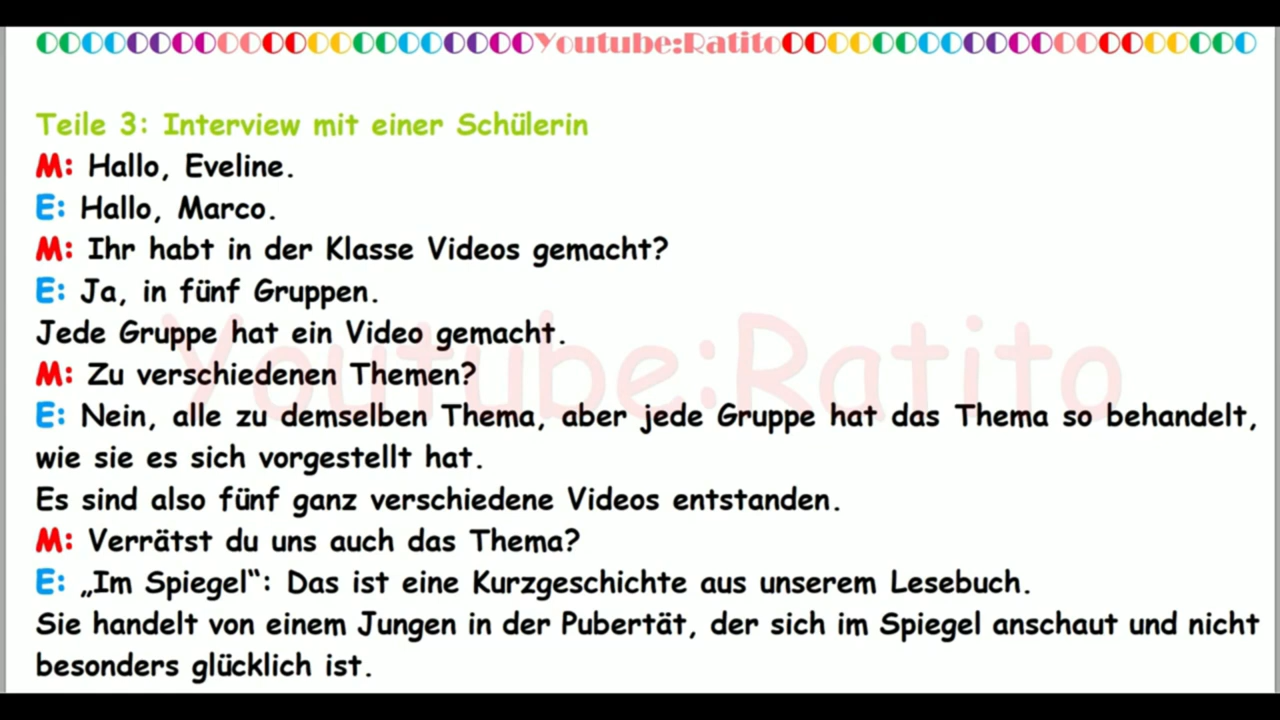 Youtube:Ratito
Teile 3: Interview mit einer Schülerin
M: Hallo, Eveline.
E: Hallo, Marco.
M: Ihr habt in der Klasse Videos gemacht?
E: Ja, in fünf Gruppen.
Jede Gruppe hat ein Video gemacht.
M: Zu verschiedenen Themen?
E: Nein, alle zu demselben Thema, aber jede Gruppe hat das Thema so behandelt,
wie sie es sich vorgestellt hat.
Es sind also fünf ganz verschiedene Videos entstanden.
M: Verrätst du uns auch das Thema?
E: „Im Spiegel“: Das ist eine Kurzgeschichte aus unserem Lesebuch.
Sie handelt von einem Jungen in der Pubertät, der sich im Spiegel anschaut und nicht
besonders glücklich ist.
Youtube:Ratito